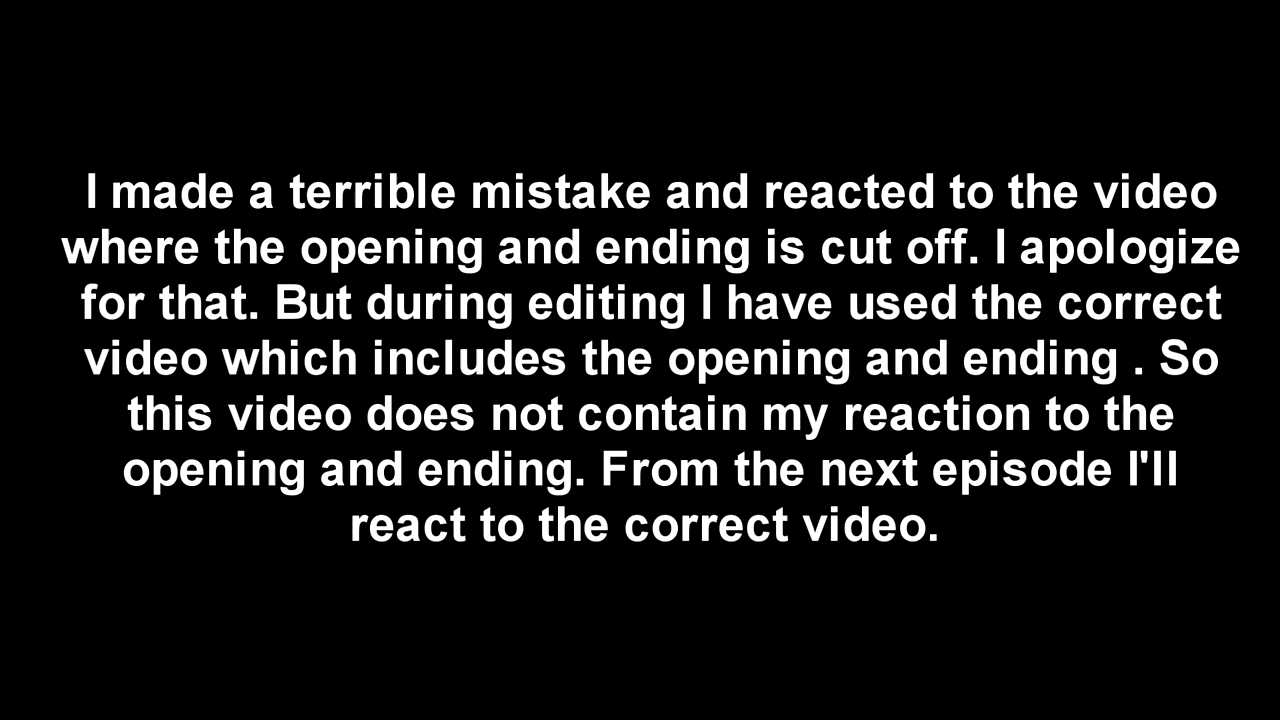 I made a terrible mistake and reacted to the video
where the opening and ending is cut off. I apologize
for that. But during editing I have used the correct
video which includes the opening and ending . So
this video does not contain my reaction to the
opening and ending. From the next episode I'll
react to the correct video.